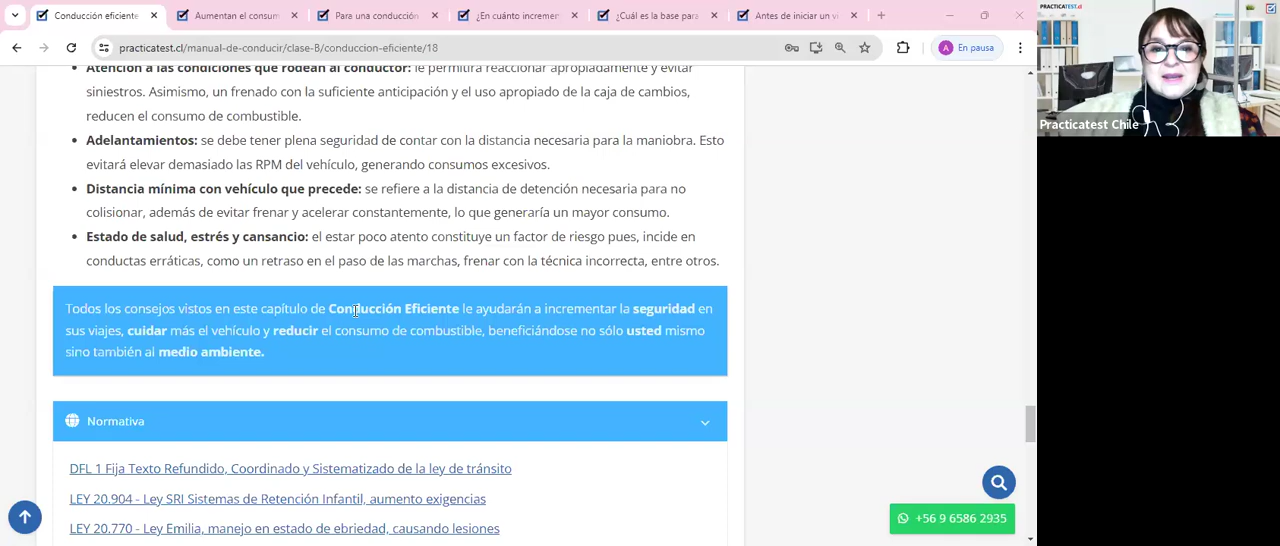 Conducción eficiente
Aumentan el consum
Para una conducción
¿En cuánto incremen
¿Cuál es la base para
Antes de iniciar un vi
practicatest.cl/manual-de-conducir/clase-B/conduccion-eficiente/18
A En pausa
PRACTICATEST.cl
Practicatest Chile
Atención a las condiciones que rodean al conductor: le permitirá reaccionar apropiadamente y evitar
siniestros. Asimismo, un frenado con la suficiente anticipación y el uso apropiado de la caja de cambios,
reducen el consumo de combustible.
Adelantamientos: se debe tener plena seguridad de contar con la distancia necesaria para la maniobra. Esto
evitará elevar demasiado las RPM del vehículo, generando consumos excesivos.
Distancia mínima con vehículo que precede: se refiere a la distancia de detención necesaria para no
colisionar, además de evitar frenar y acelerar constantemente, lo que generaría un mayor consumo.
Estado de salud, estrés y cansancio: el estar poco atento constituye un factor de riesgo pues, incide en
conductas erráticas, como un retraso en el paso de las marchas, frenar con la técnica incorrecta, entre otros.
Todos los consejos vistos en este capítulo de Conducción Eficiente le ayudarán a incrementar la seguridad en
sus viajes, cuidar más el vehículo y reducir el consumo de combustible, beneficiándose no sólo usted mismo
sino también al medio ambiente.
Normativa
DFL 1 Fija Texto Refundido, Coordinado y Sistematizado de la ley de tránsito
LEY 20.904 - Ley SRI Sistemas de Retención Infantil, aumento exigencias
LEY 20.770 - Ley Emilia, manejo en estado de ebriedad, causando lesiones
+56 9 6586 2935